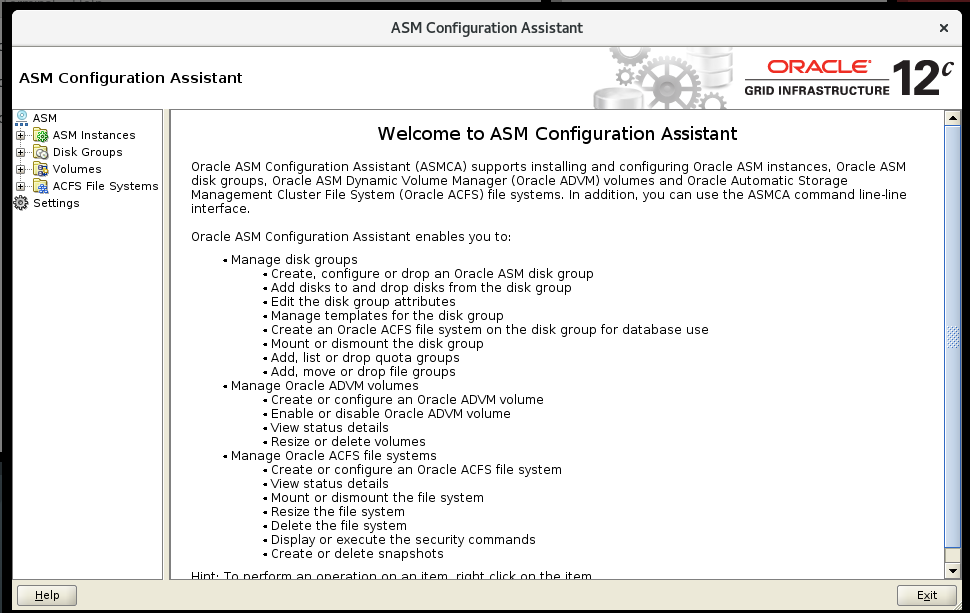 ASM Configuration Assistant
ASM Configuration Assistant
ORACLE
GRID INFRASTRUCTURE
12c
ASM
ASM Instances
Disk Groups
Volumes
ACFS File Systems
Settings
Welcome to ASM Configuration Assistant
Oracle ASM Configuration Assistant (ASMCA) supports installing and configuring Oracle ASM instances, Oracle ASM
disk groups, Oracle ASM Dynamic Volume Manager (Oracle ADVM) volumes and Oracle Automatic Storage
Management Cluster File System (Oracle ACFS) file systems. In addition, you can use the ASMCA command line-line
interface.
Oracle ASM Configuration Assistant enables you to:
• Manage disk groups
• Create, configure or drop an Oracle ASM disk group
• Add disks to and drop disks from the disk group
• Edit the disk group attributes
• Manage templates for the disk group
• Create an Oracle ACFS file system on the disk group for database use
• Mount or dismount the disk group
• Add, list or drop quota groups
• Add, move or drop file groups
• Manage Oracle ADVM volumes
• Create or configure an Oracle ADVM volume
• Enable or disable Oracle ADVM volume
• View status details
• Resize or delete volumes
• Manage Oracle ACFS file systems
• Create or configure an Oracle ACFS file system
• View status details
• Mount or dismount the file system
• Resize the file system
• Delete the file system
• Display or execute the security commands
• Create or delete snapshots
Hint: To perform an operation on an item, right click on the item
Help
Exit